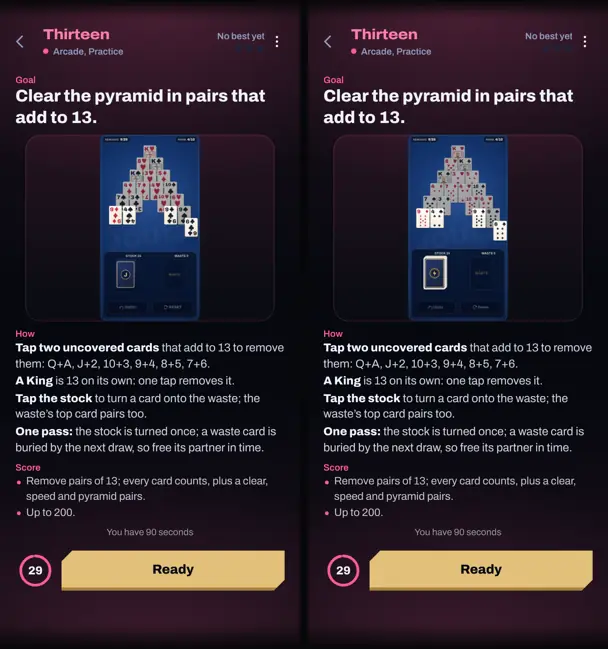 Thirteen
Arcade, Practice
No best yet
Goal
Clear the pyramid in pairs that
add to 13.
How
Tap two uncovered cards that add to 13 to remove
them: Q+A, J+2, 10+3, 9+4, 8+5, 7+6.
A King is 13 on its own: one tap removes it.
Tap the stock to turn a card onto the waste; the
waste's top card pairs too.
One pass: the stock is turned once; a waste card is
buried by the next draw, so free its partner in time.
Score
• Remove pairs of 13; every card counts, plus a clear,
speed and pyramid pairs.
• Up to 200.
You have 90 seconds
29
Ready
Thirteen
Arcade, Practice
No best yet
Goal
Clear the pyramid in pairs that
add to 13.
How
Tap two uncovered cards that add to 13 to remove
them: Q+A, J+2, 10+3, 9+4, 8+5, 7+6.
A King is 13 on its own: one tap removes it.
Tap the stock to turn a card onto the waste; the
waste's top card pairs too.
One pass: the stock is turned once; a waste card is
buried by the next draw, so free its partner in time.
Score
• Remove pairs of 13; every card counts, plus a clear,
speed and pyramid pairs.
• Up to 200.
You have 90 seconds
29
Ready